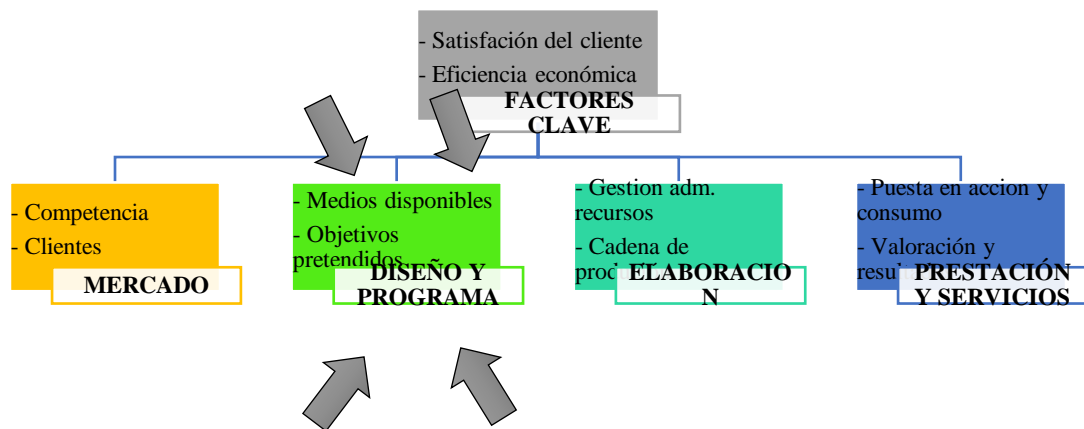 - Satisfación del cliente
- Eficiencia económica
FACTORES
CLAVE
- Competencia
- Clientes
MERCADO
- Medios disponibles
- Objetivos
pretendidos
DISEÑO Y
PROGRAMA
- Gestion adm.
recursos
- Cadena de
ELABORACIO
N
- Puesta en accion y
consumo
- Valoración y
PRESTACIÓN
Y SERVICIOS